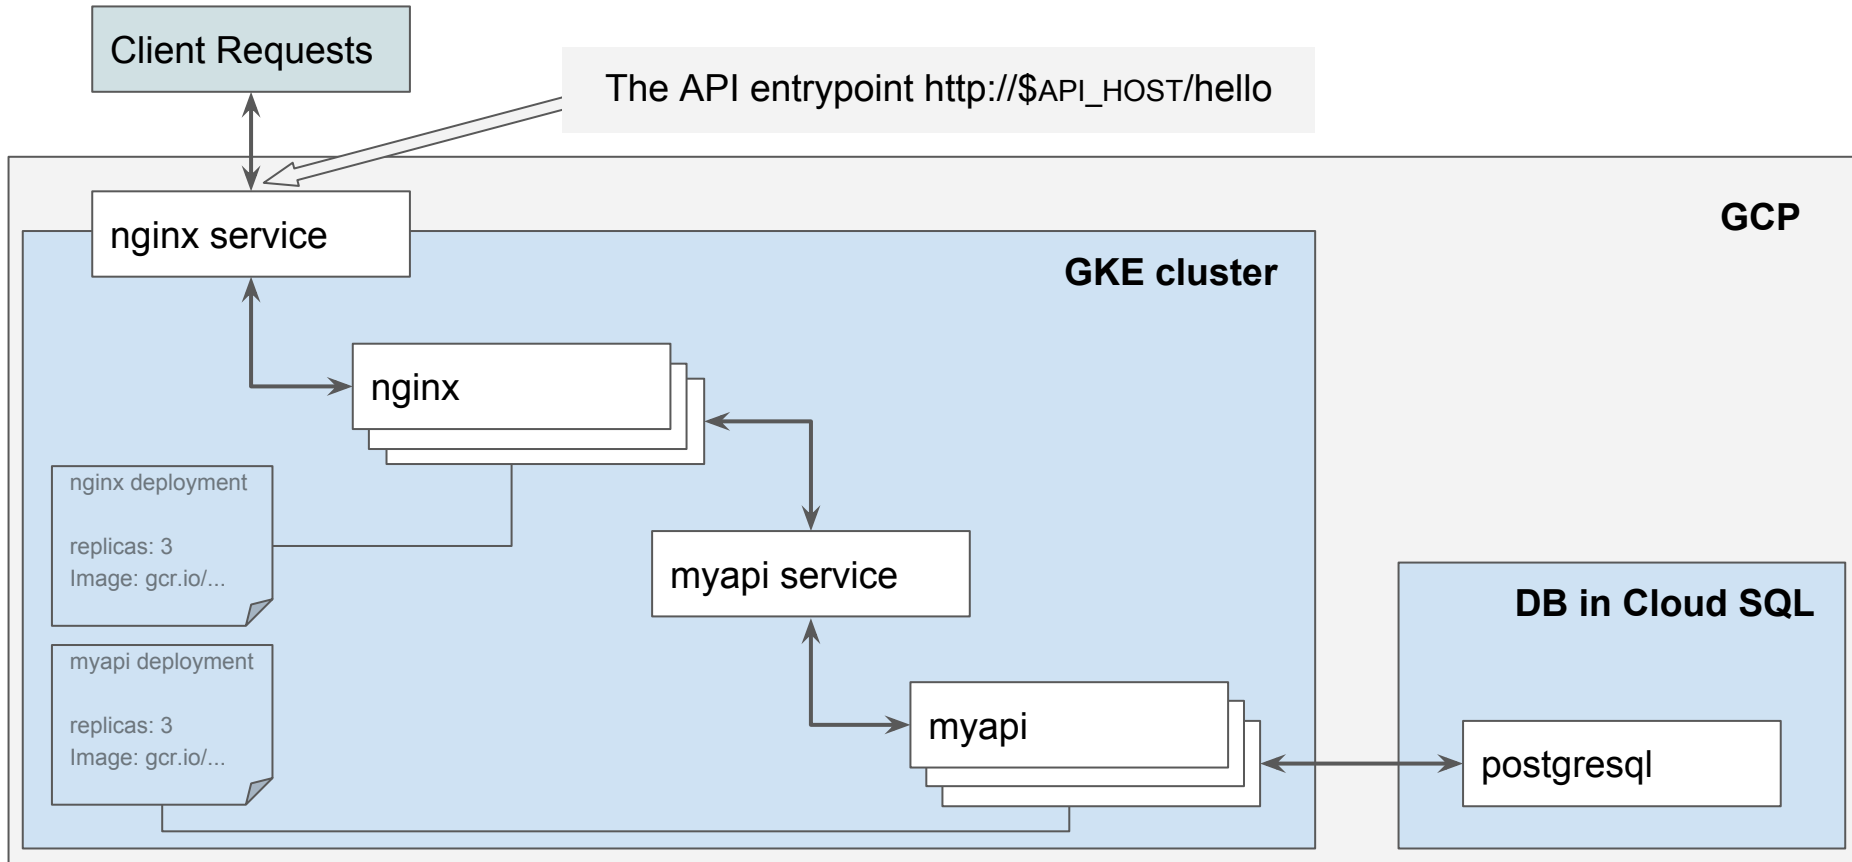 Client Requests
The API entrypoint http://$API_HOST/hello
nginx service
GCP
GKE cluster
nginx
nginx deployment
replicas: 3
Image: gcr.io/...
myapi service
DB in Cloud SQL
myapi deployment
replicas: 3
Image: gcr.io/...
myapi
postgresql